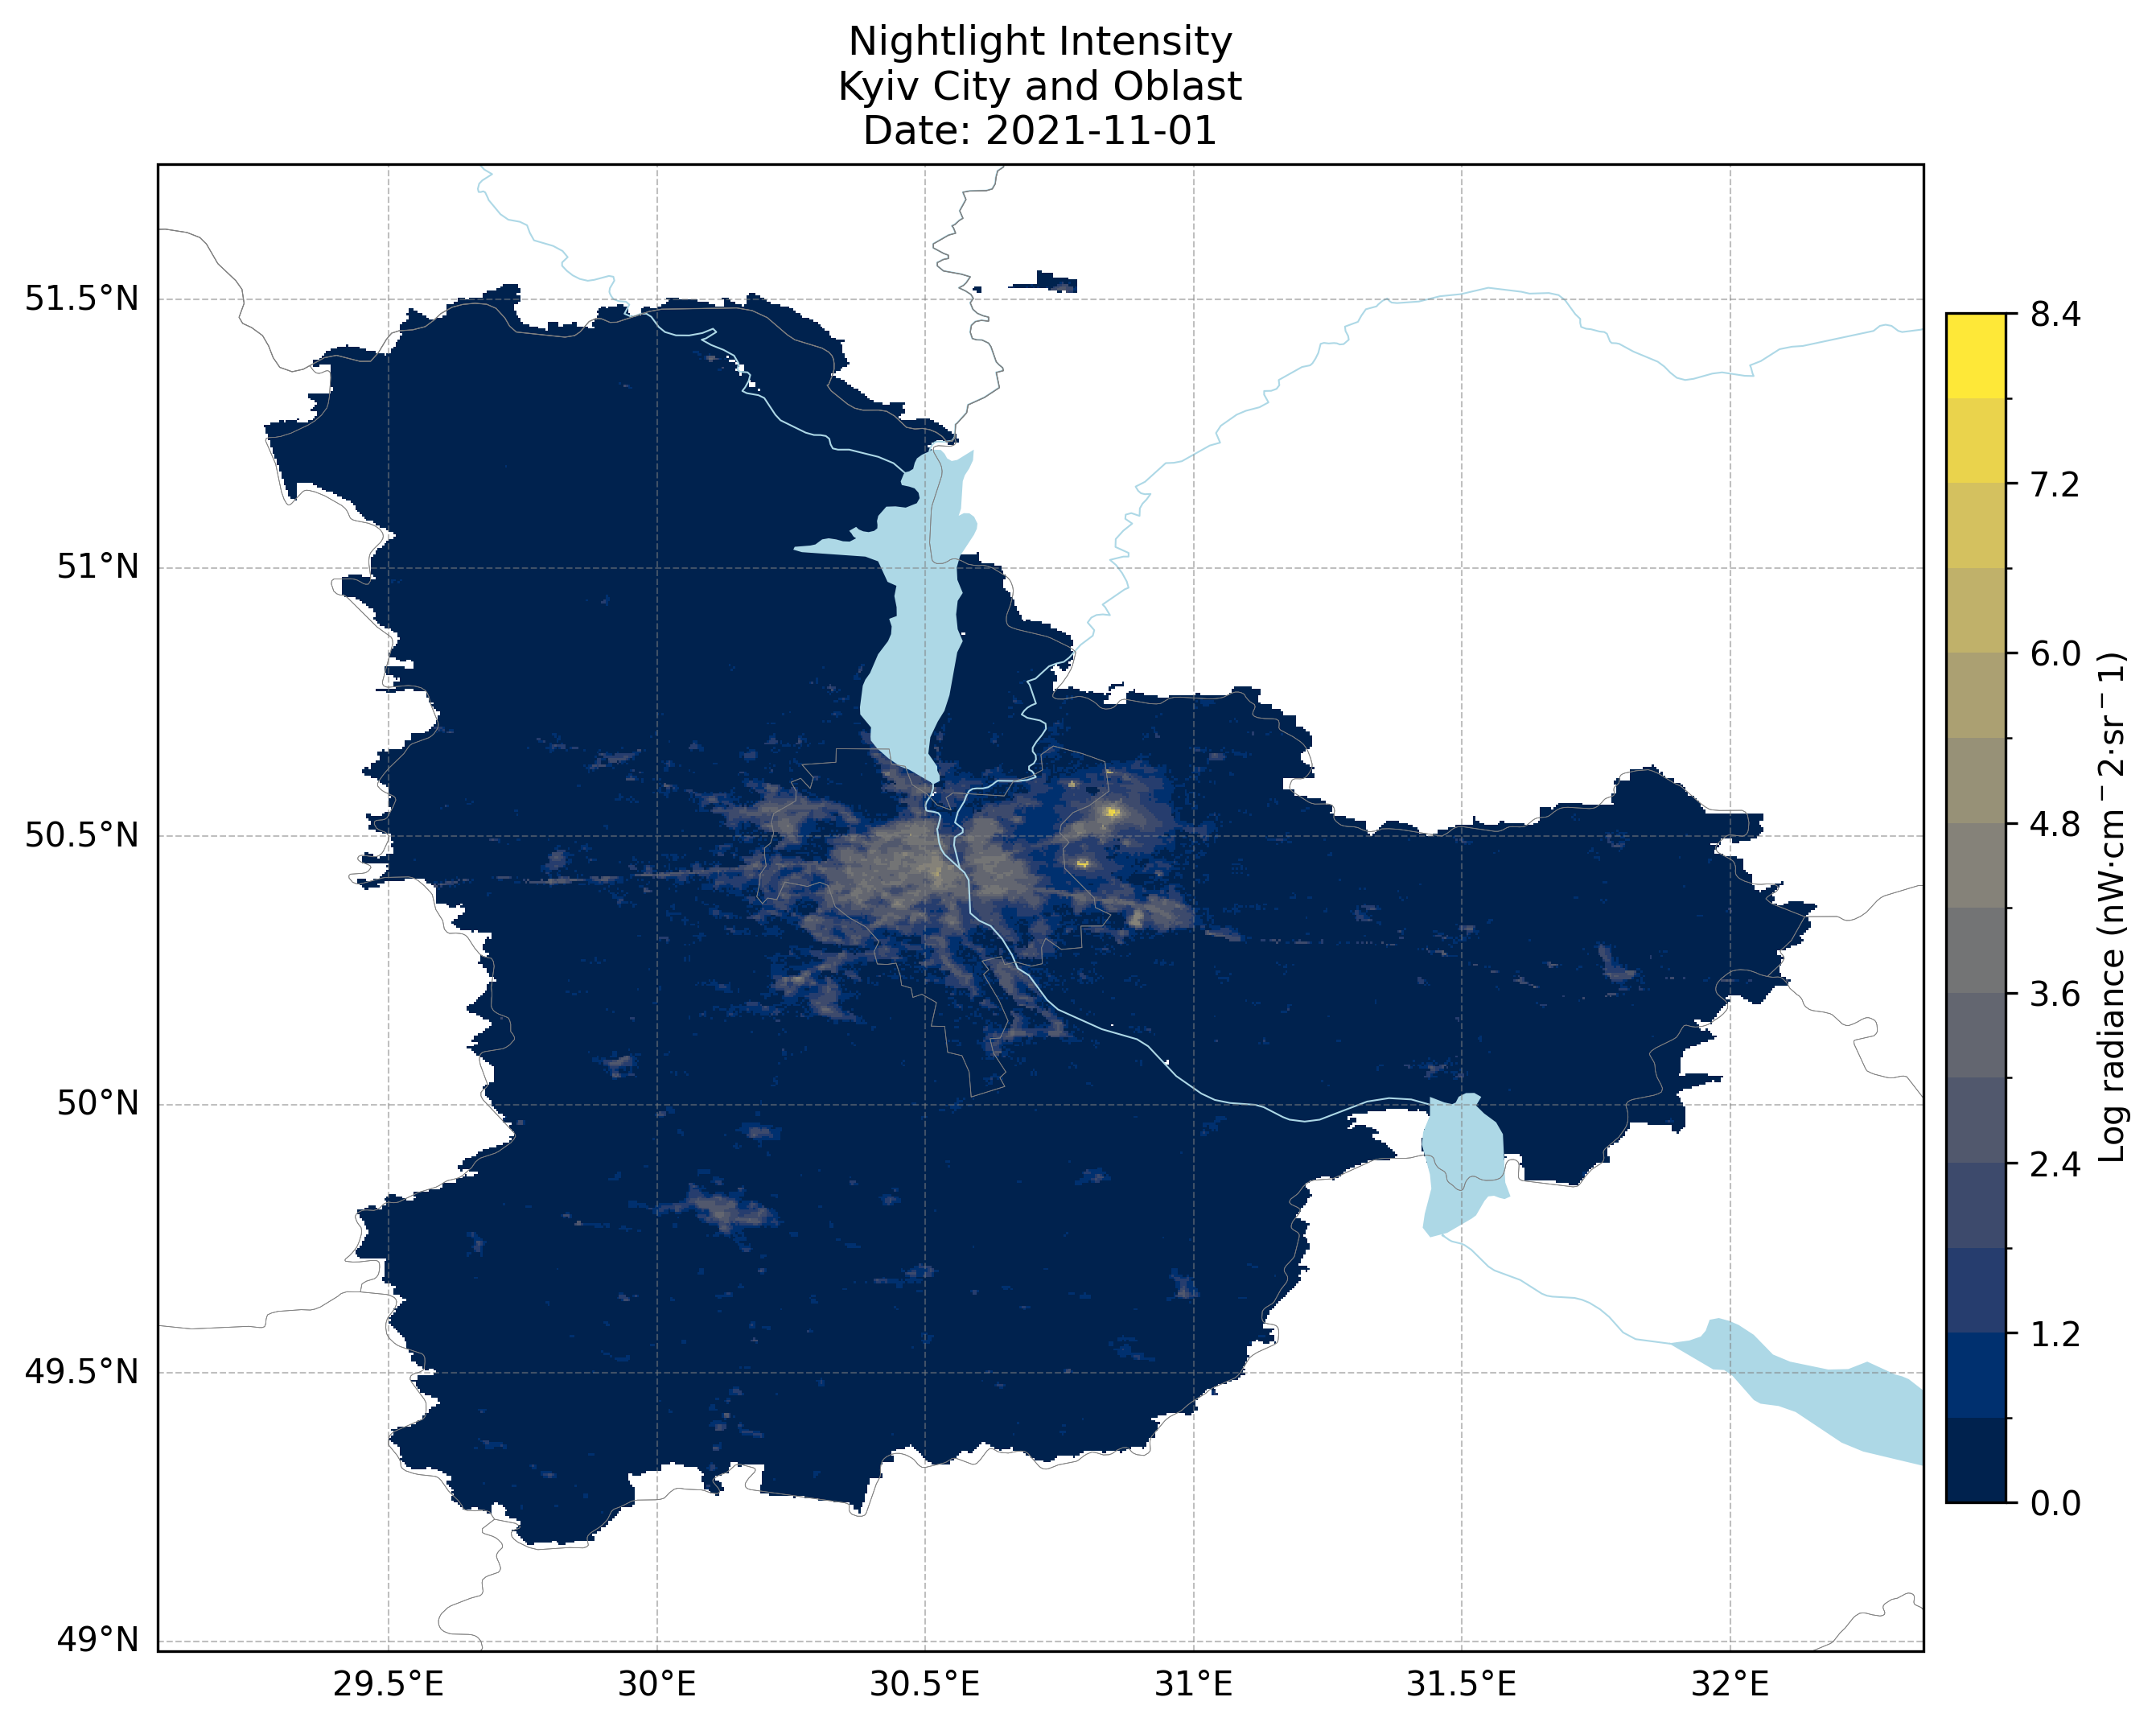 Nightlight Intensity
Kyiv City and Oblast
Date: 2021-11-01
51.5°N
51°N
50.5°N
50°N
49.5°N
49°N
29.5°E
30°E
30.5°E
31°E
31.5°E
32°E
8.4
7.2
6.0
4.8
3.6
2.4
1.2
0.0
Log radiance (nW·cm⁻2·sr⁻1)